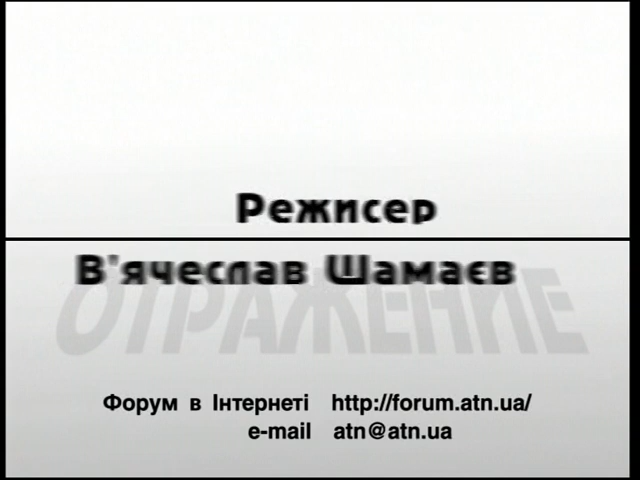 Режисер
В'ячеслав Шамаєв
ОТРАЖЕНИЕ
Форум в Інтернеті http://forum.atn.ua/
e-mail atn@atn.ua